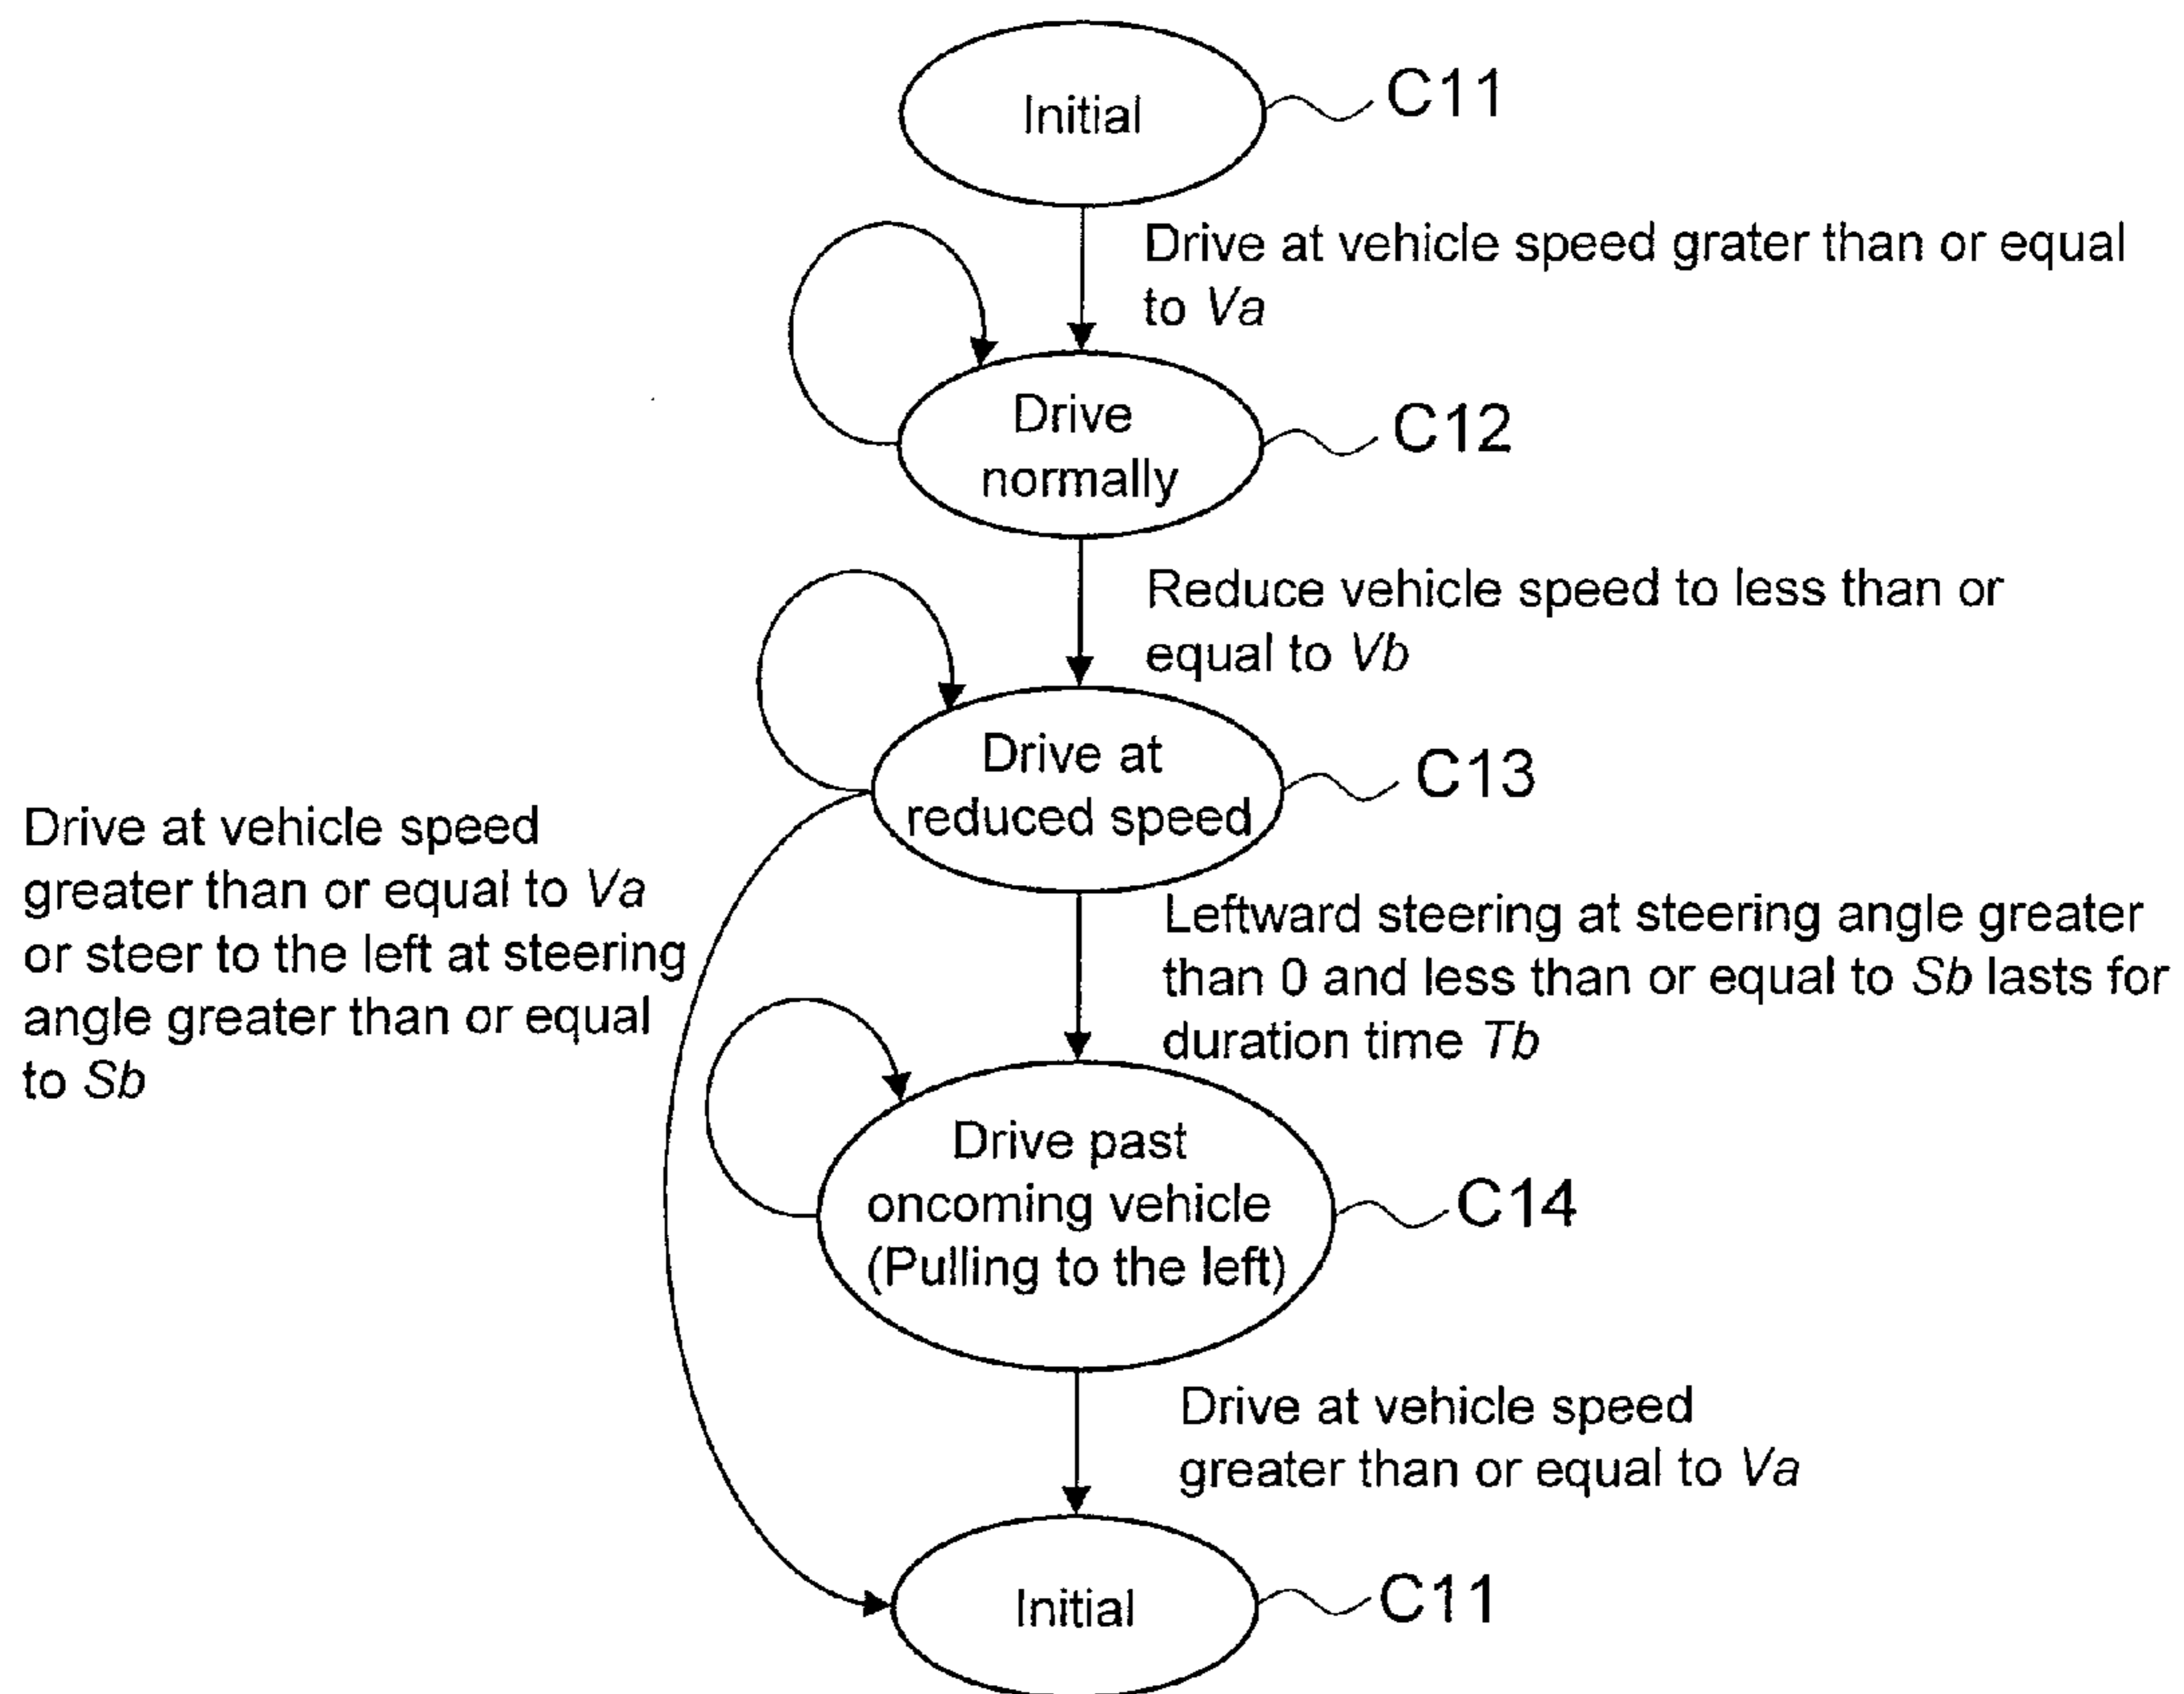 Initial
C11
Drive at vehicle speed grater than or equal
to Va
Drive
normally
C12
Reduce vehicle speed to less than or
equal to Vb
Drive at
reduced speed
C13
Drive at vehicle speed
greater than or equal to Va
or steer to the left at steering
angle greater than or equal
to Sb
Leftward steering at steering angle greater
than 0 and less than or equal to Sb lasts for
duration time Tb
Drive past
oncoming vehicle
(Pulling to the left)
C14
Drive at vehicle speed
greater than or equal to Va
Initial
C11